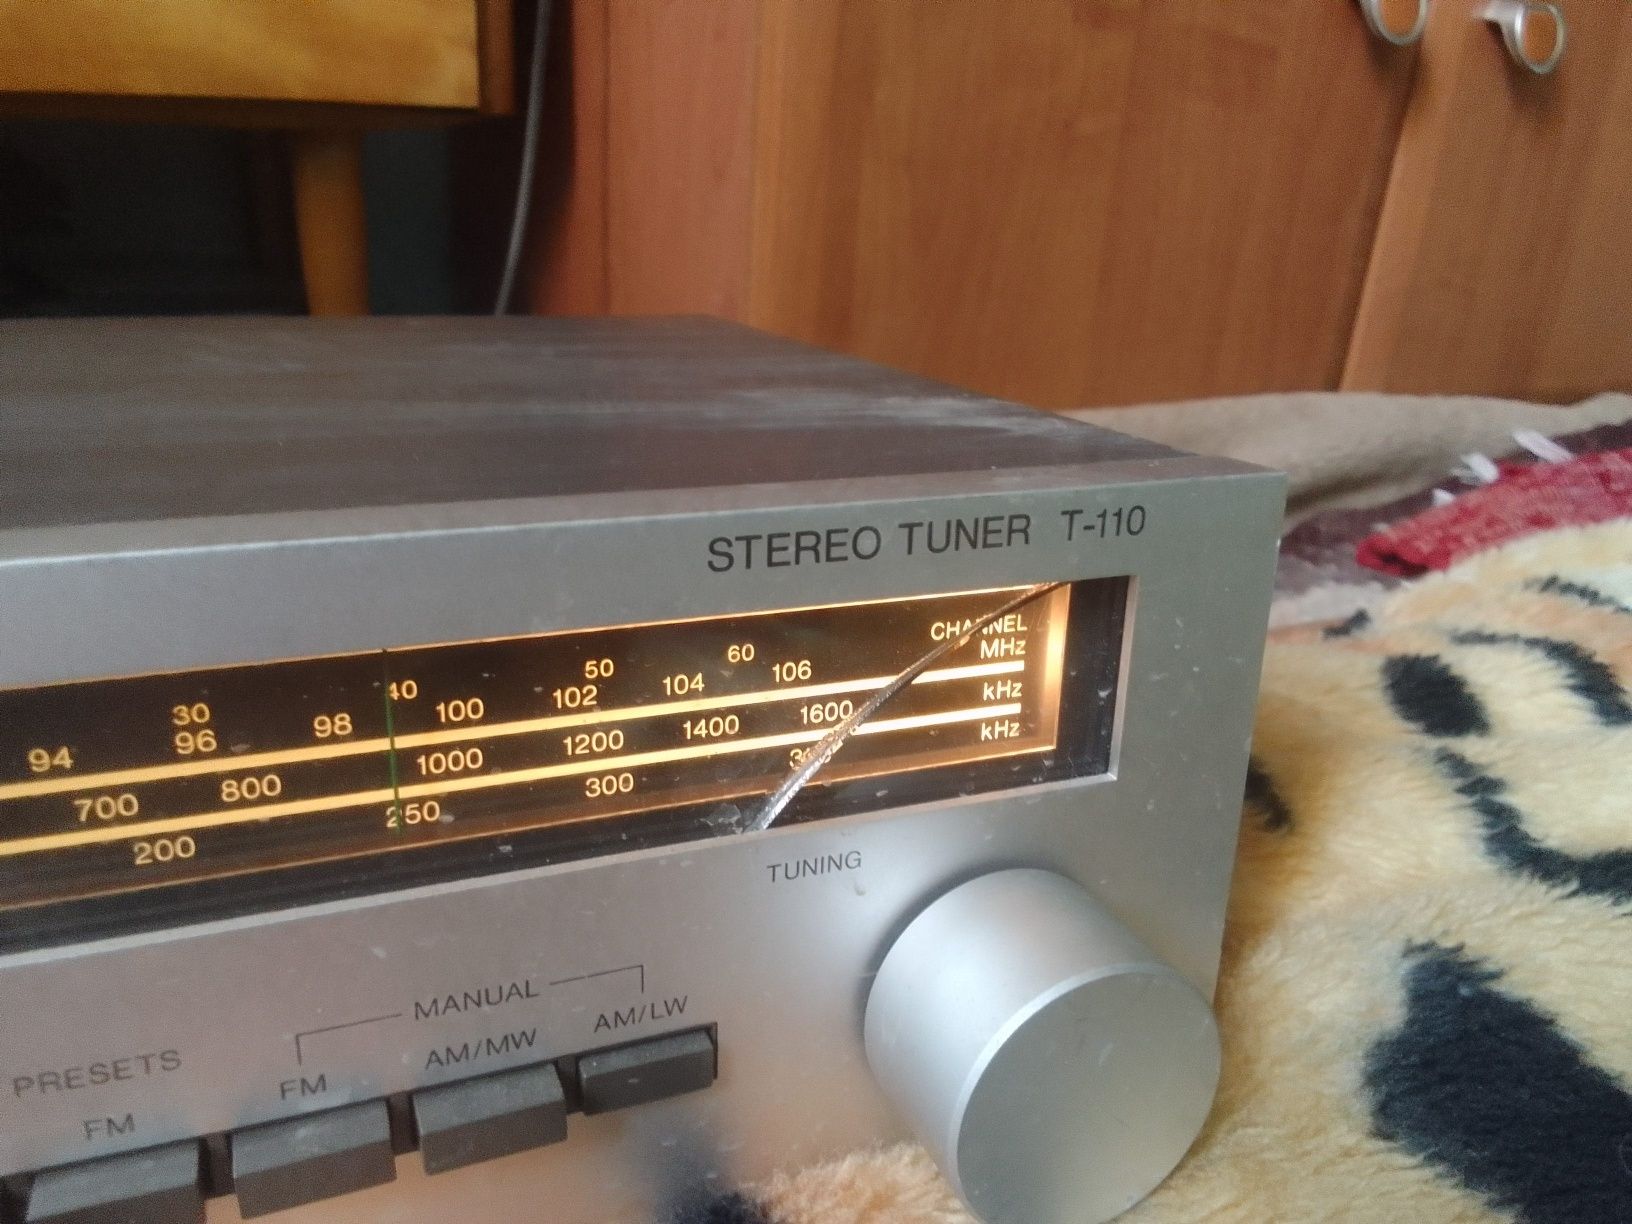 STEREO TUNER T-110
30 40 50 60 CHANNEL
94 96 98 100 102 104 106 MHz
700 800 1000 1200 1400 1600 kHz
200 250 300 kHz
TUNING
MANUAL
PRESETS
FM FM AM/MW AM/LW